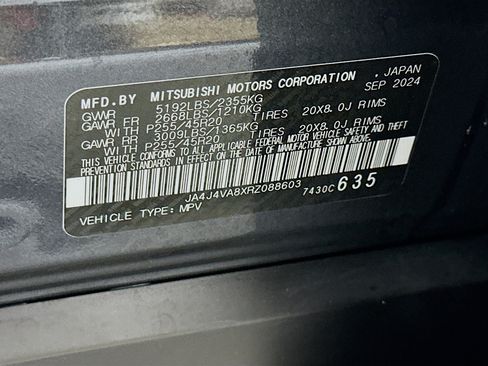 MFD.BY MITSUBISHI MOTORS CORPORATION , JAPAN
GVWR 5192LBS/2355KG SEP 2024
GAWR FR 2668LBS/1210KG
WITH P255/45R20 TIRES 20X8.0J RIMS
GAWR RR 3009LBS/1365KG
WITH P255/45R20 TIRES 20X8.0J RIMS
THIS VEHICLE CONFORMS TO ALL APPLICABLE FEDERAL MOTOR VEHICLE SAFETY AND THEFT
PREVENTION STANDARDS IN EFFECT ON THE DATE OF MANUFACTURE SHOWN ABOVE.
JA4J4VA8XRZ088603 7430C 635
VEHICLE TYPE: MPV